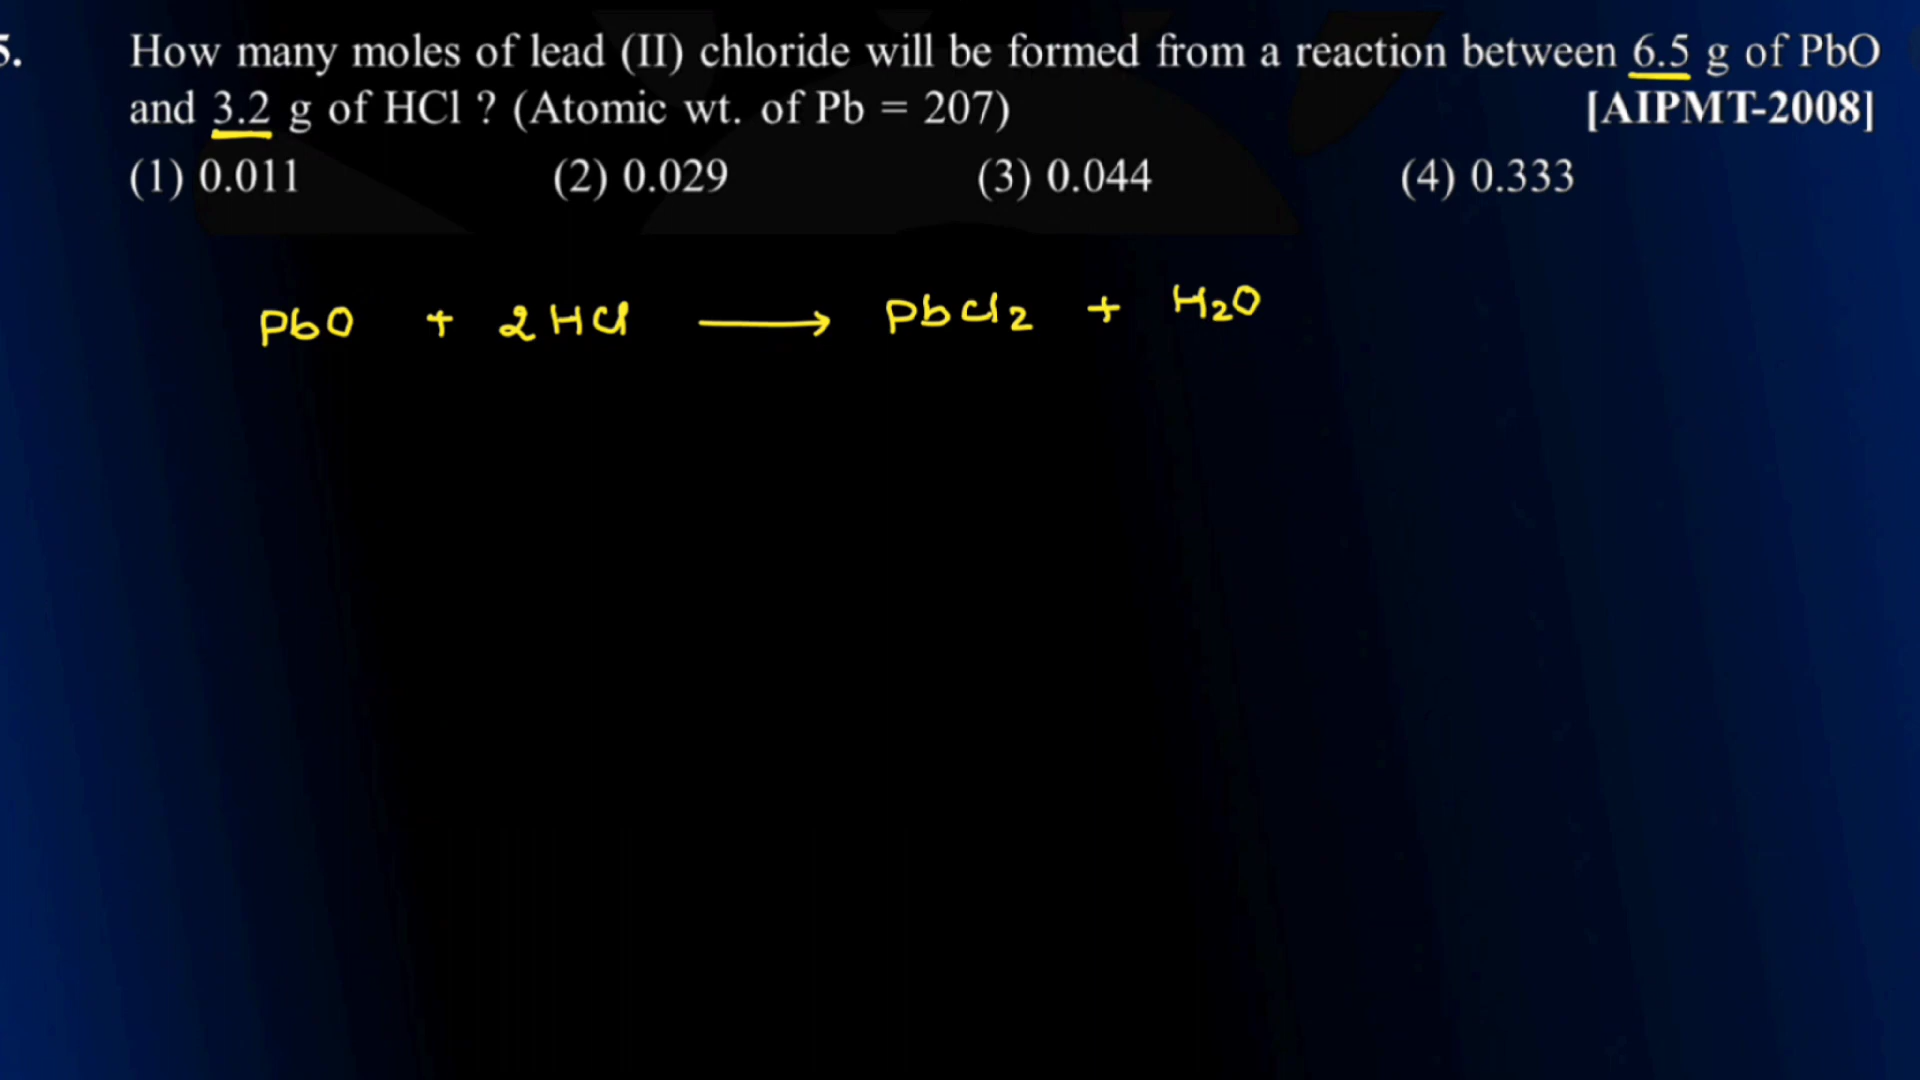 5. How many moles of lead (II) chloride will be formed from a reaction between 6.5 g of PbO
and 3.2 g of HCl ? (Atomic wt. of Pb = 207) [AIPMT-2008]
(1) 0.011 (2) 0.029 (3) 0.044 (4) 0.333
PbO + 2HCl ⟶ PbCl₂ + H₂O